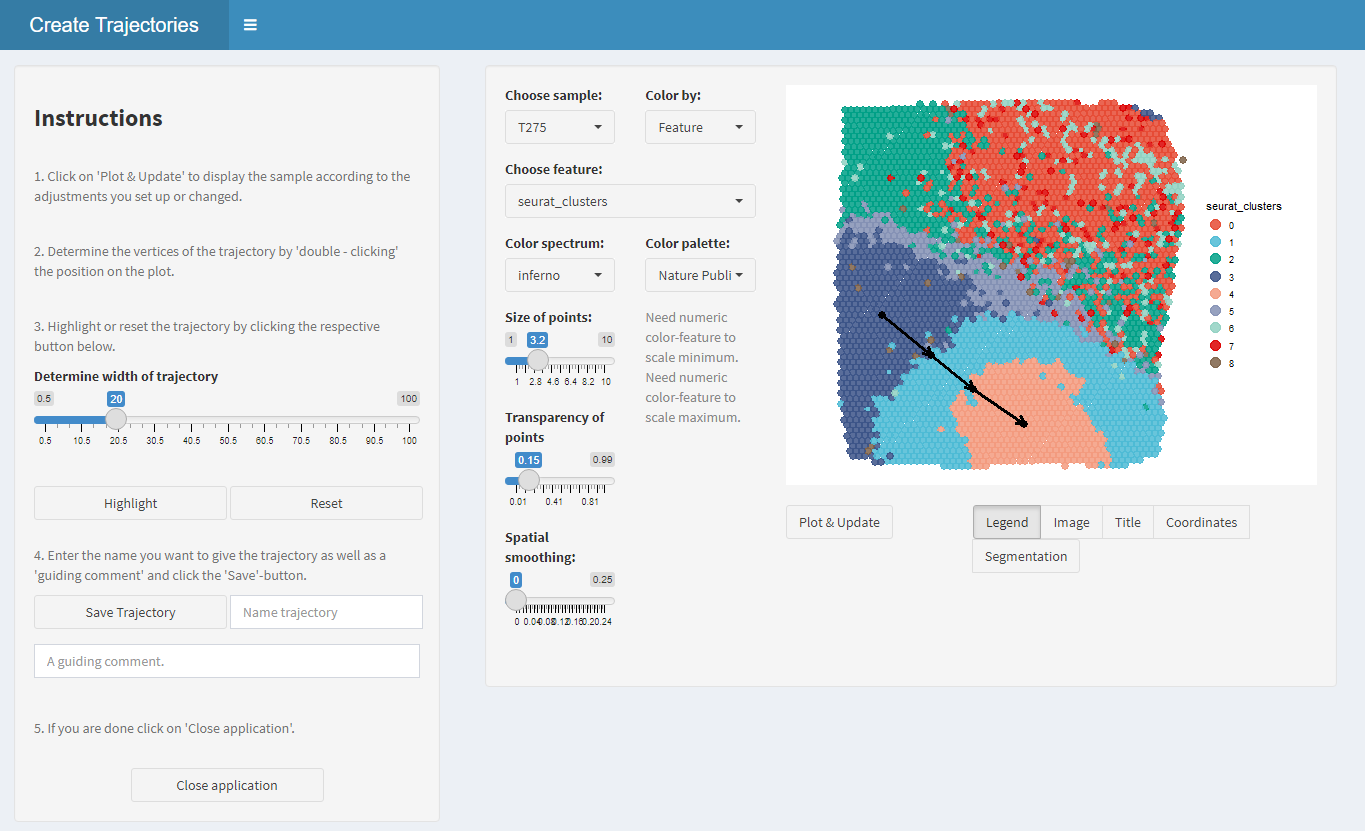 Create Trajectories
Instructions
1. Click on 'Plot & Update' to display the sample according to the
adjustments you set up or changed.
2. Determine the vertices of the trajectory by 'double - clicking'
the position on the plot.
3. Highlight or reset the trajectory by clicking the respective
button below.
Determine width of trajectory
0.5 20 100
0.5 10.5 20.5 30.5 40.5 50.5 60.5 70.5 80.5 90.5 100
Highlight Reset
4. Enter the name you want to give the trajectory as well as a
'guiding comment' and click the 'Save'-button.
Save Trajectory Name trajectory
A guiding comment.
5. If you are done click on 'Close application'.
Close application
Choose sample: Color by:
T275 Feature
Choose feature:
seurat_clusters
Color spectrum: Color palette:
inferno Nature Publi
Size of points:
1 3.2 10
1 2.8 4.6 6.4 8.2 10
Transparency of
points
0.15 0.99
0.01 0.41 0.81
Spatial
smoothing:
0 0.25
0 0.04 0.08 0.12 0.16 0.20 0.24
Need numeric
color-feature to
scale minimum.
Need numeric
color-feature to
scale maximum.
seurat_clusters
0
1
2
3
4
5
6
7
8
Plot & Update
Legend Image Title Coordinates
Segmentation